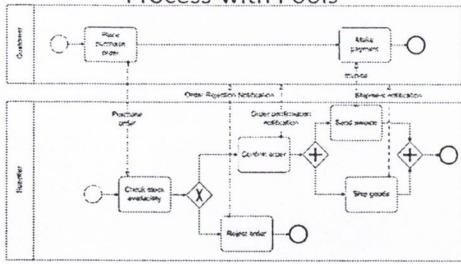 Process with Pools
Customer
Place
purchase
order
Make
payment
Invoice
Order Rejection Notification
Shipment notification
Purchase
order
Order confirmation
notification
Send invoice
Confirm order
Supplier
Check stock
availability
Ship goods
Reject order